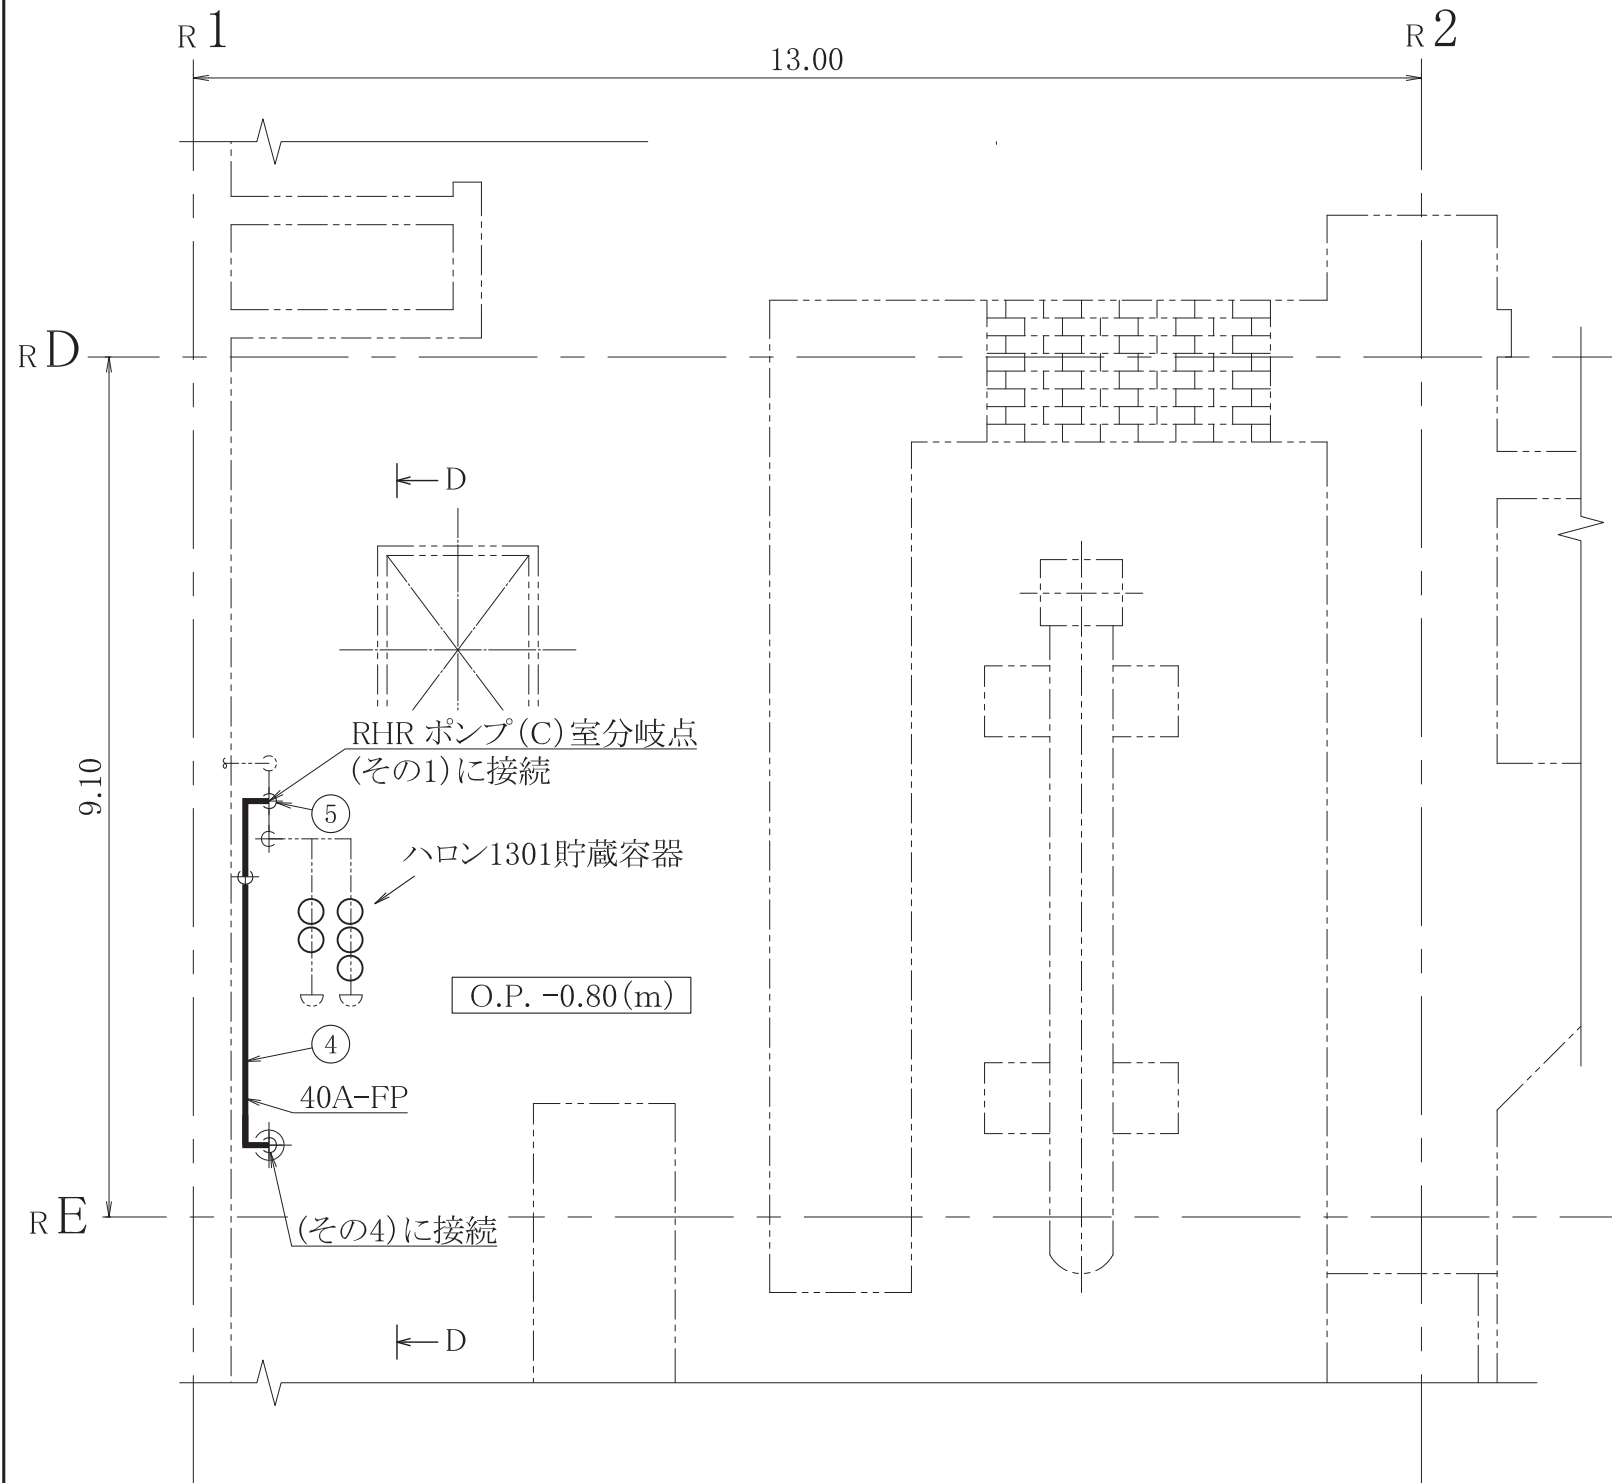 R1
R2
13.00
RD
D
RHR ポンプ(C)室分岐点
(その1)に接続
9.10
5
ハロン1301貯蔵容器
O.P. -0.80(m)
4
40A-FP
RE
(その4)に接続
D